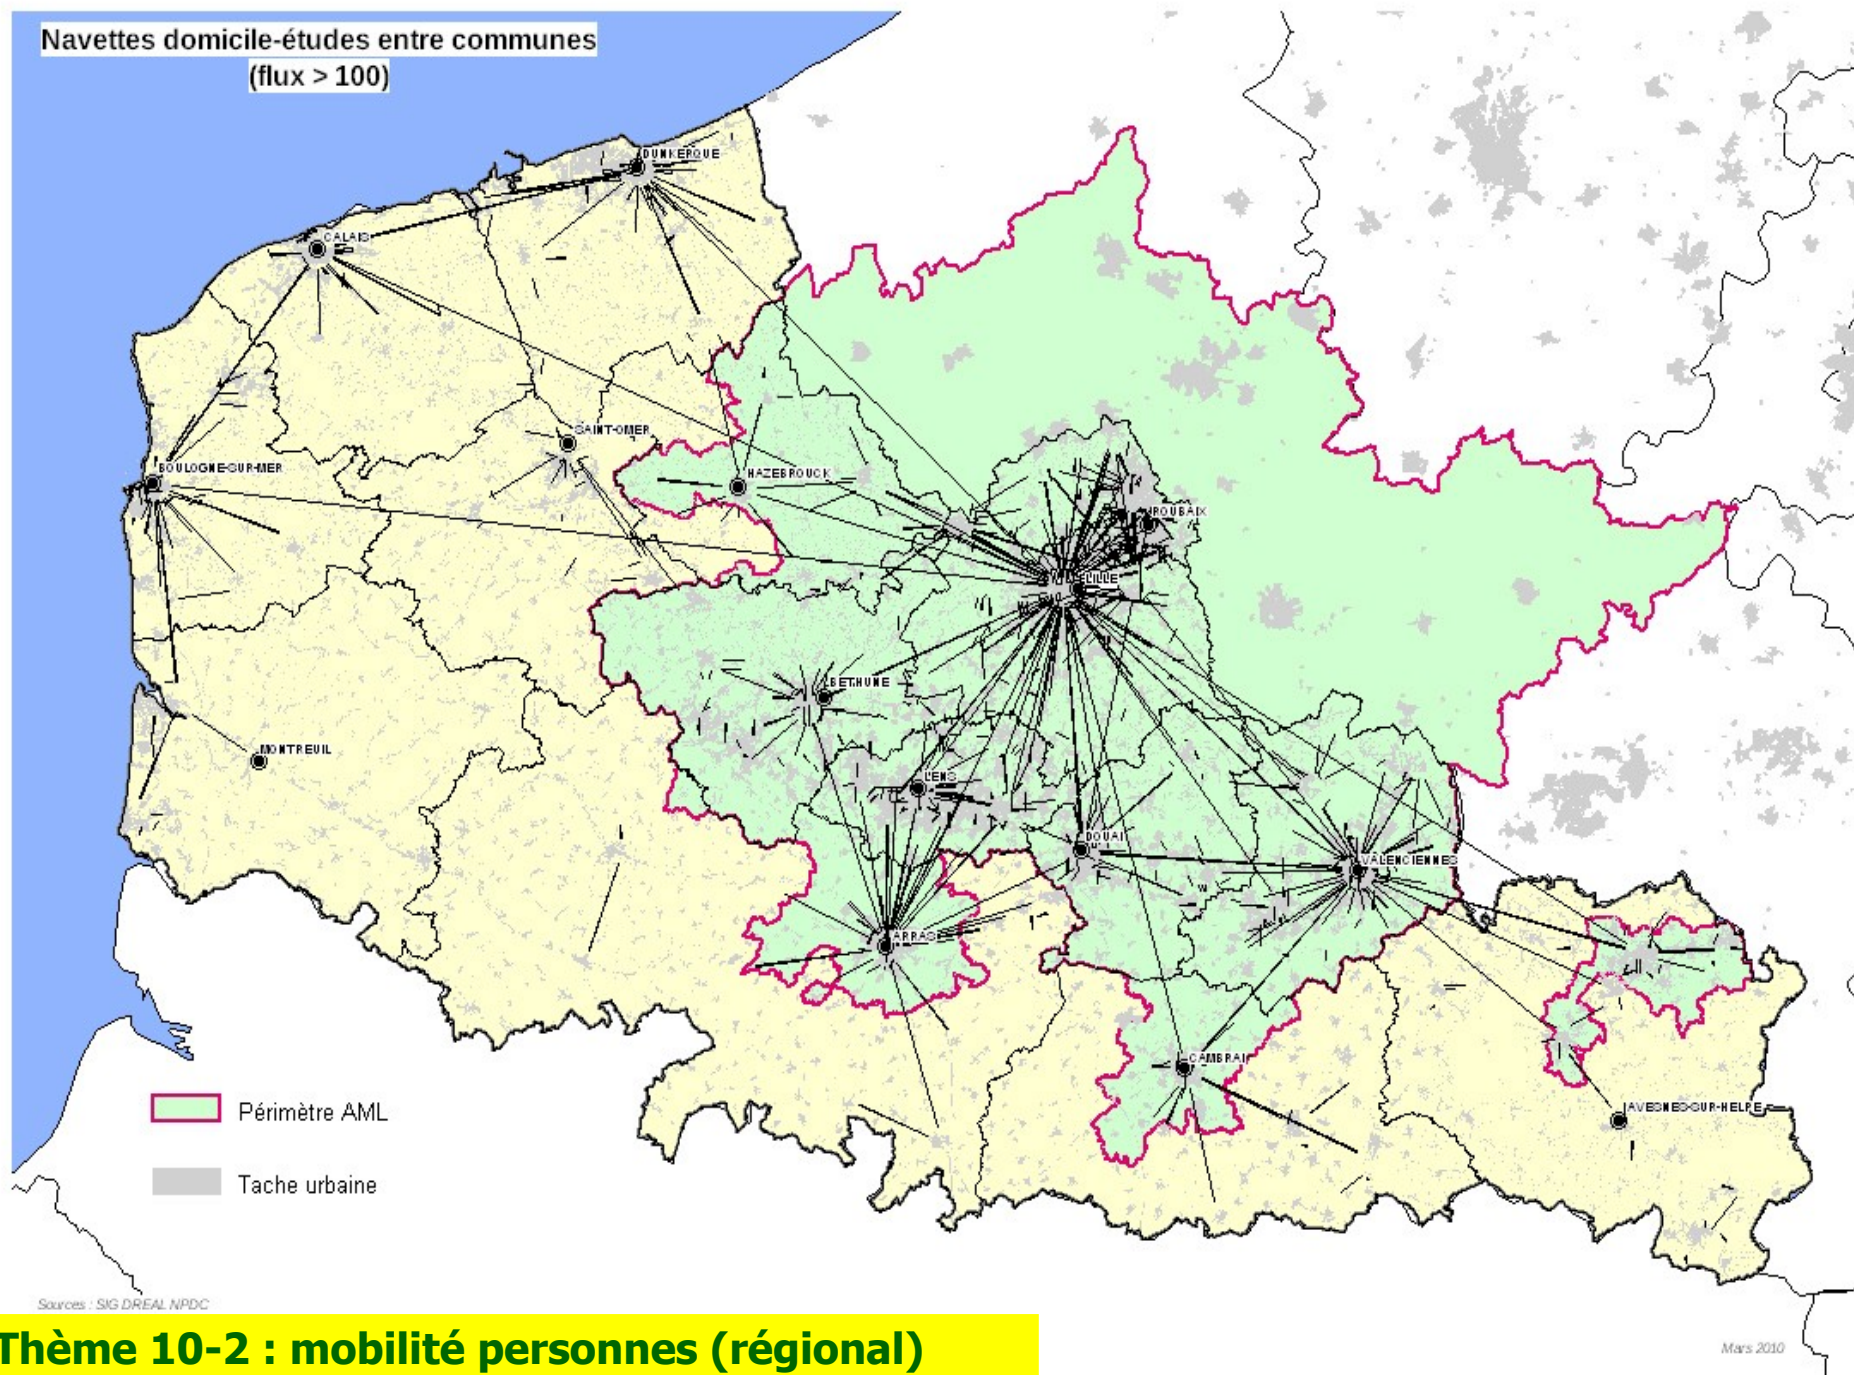 Navettes domicile-études entre communes
(flux > 100)
DUNKERQUE
CALAIS
SAINT-OMER
BOULOGNE-SUR-MER
HAZEBROUCK
ROUBAIX
LILLE
BETHUNE
MONTREUIL
LENS
DOUAI
VALENCIENNES
ARRAS
CAMBRAI
AVESNES-SUR-HELPE
Périmètre AML
Tache urbaine
Sources : SIG DREAL NPDC
Thème 10-2 : mobilité personnes (régional)
Mars 2010